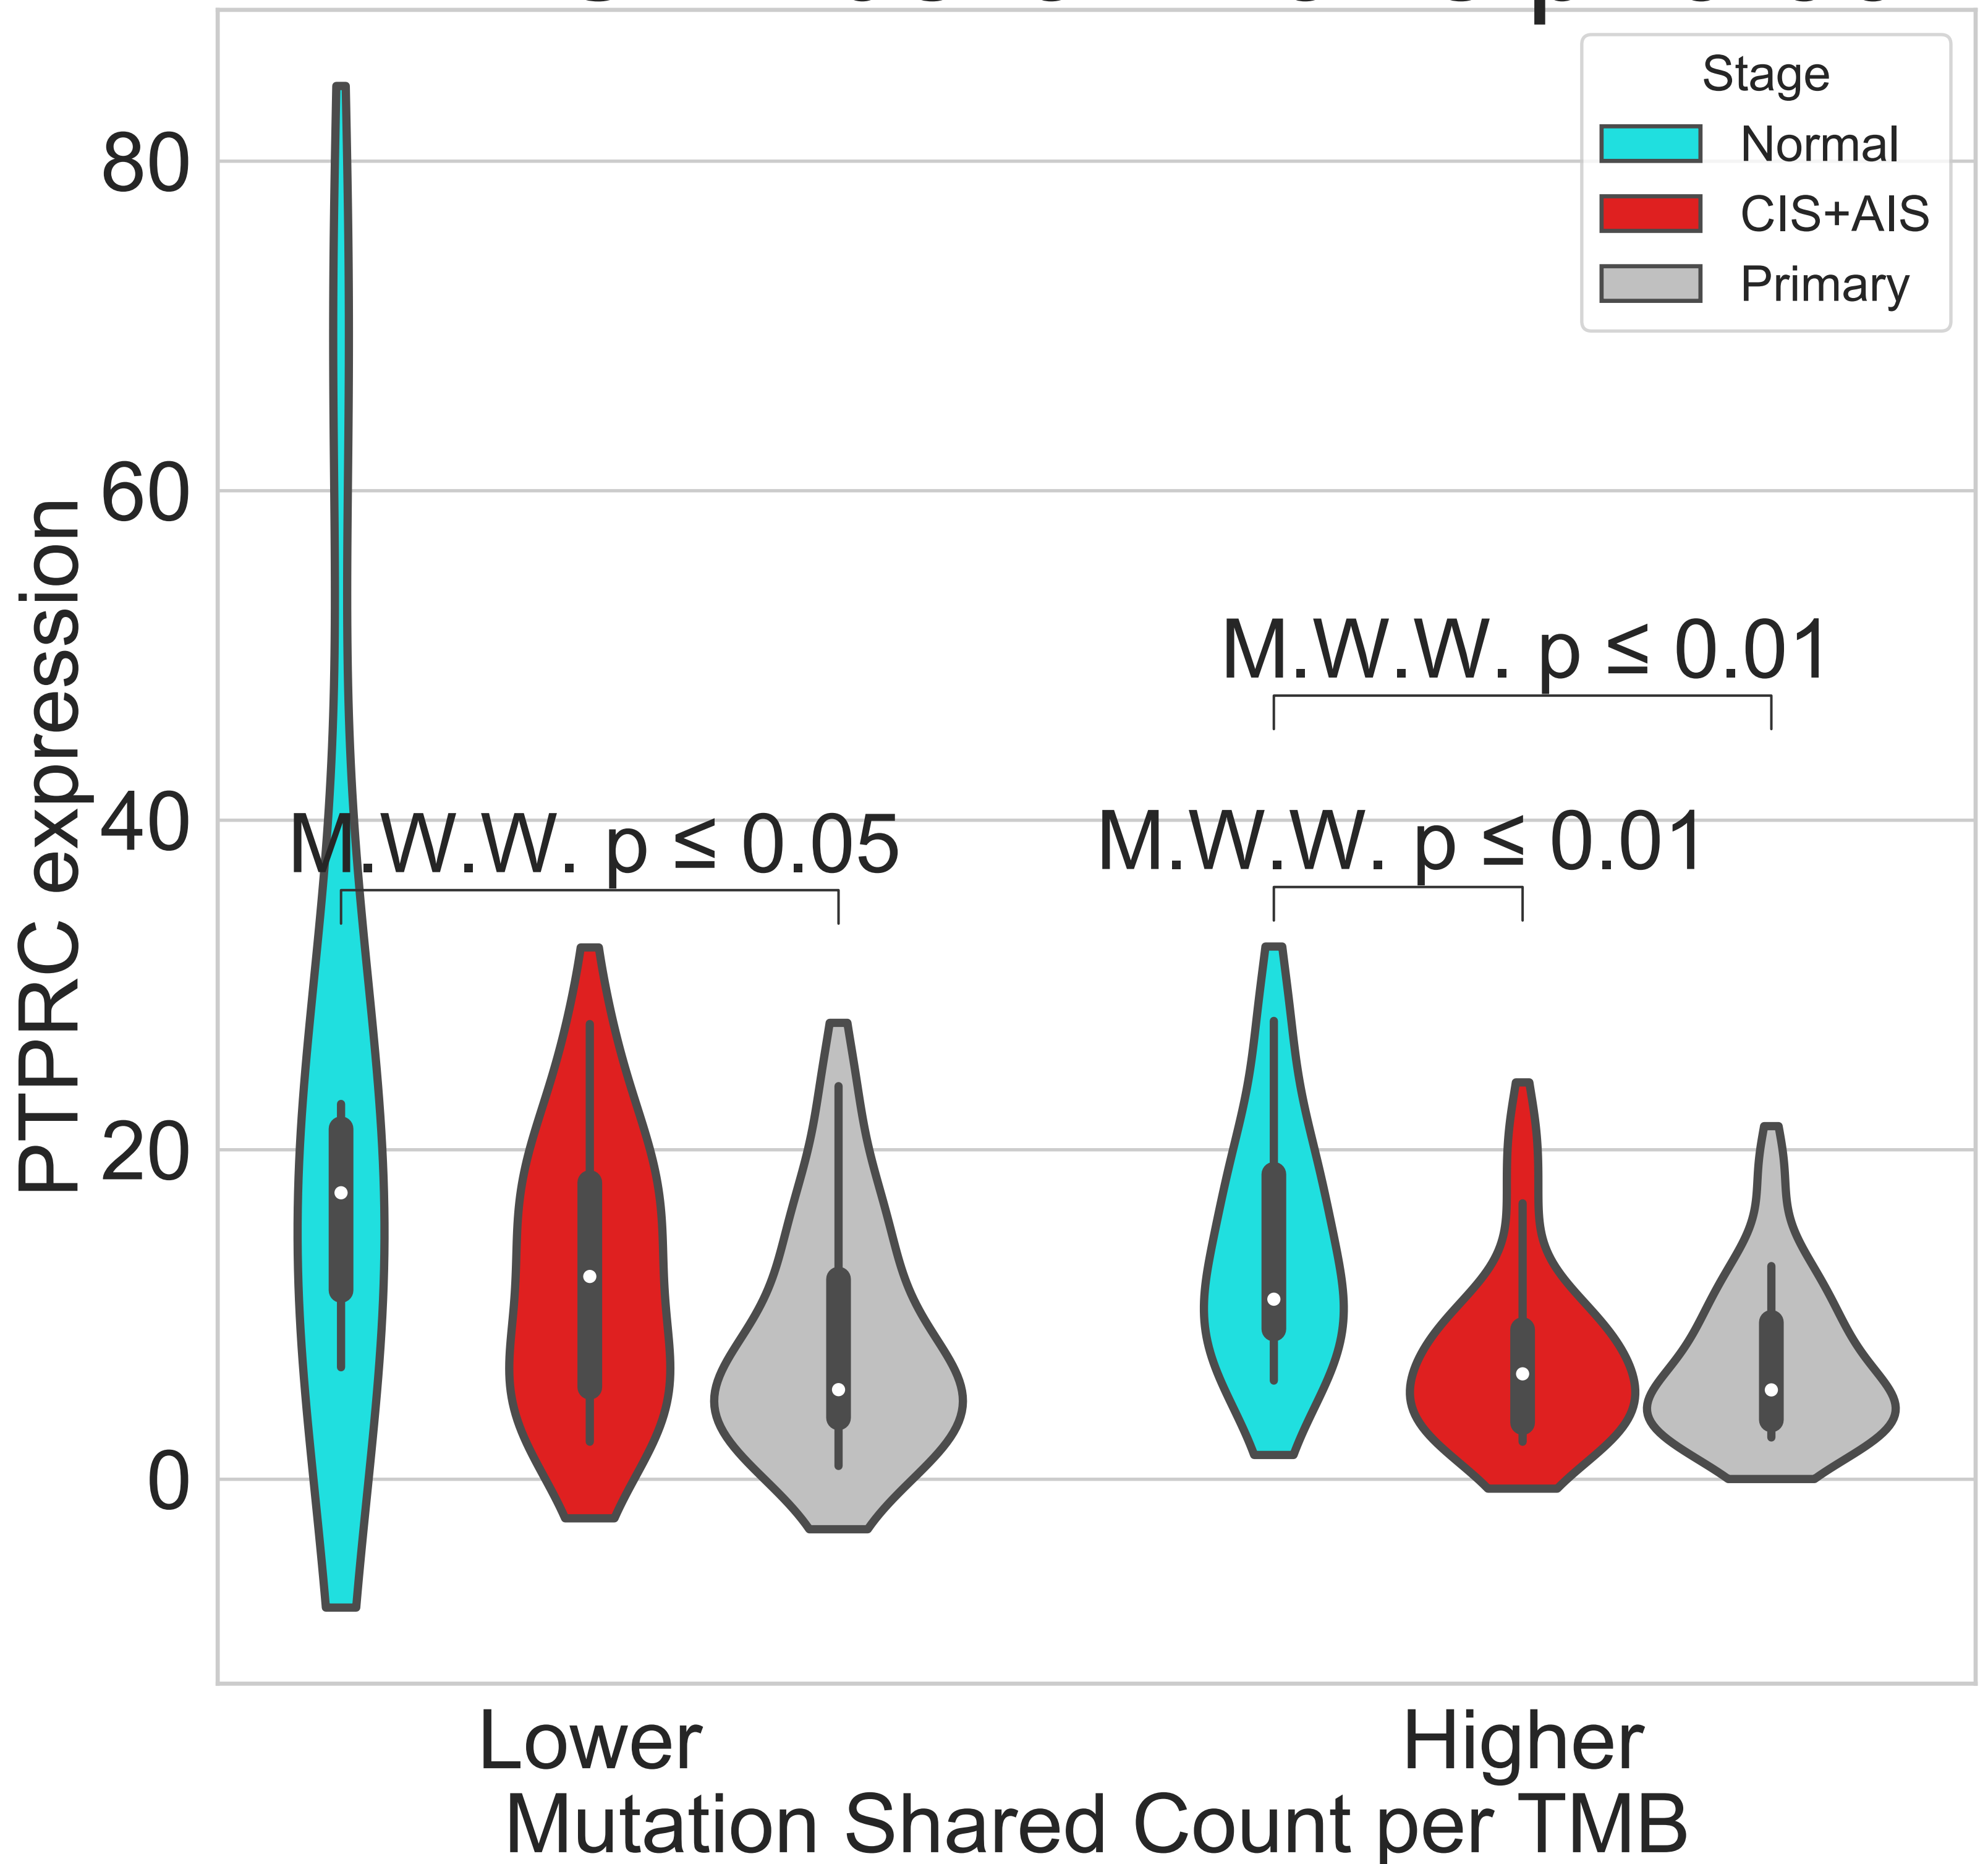 Stage
Normal
CIS+AIS
Primary
80
60
40
20
0
PTPRC expression
M.W.W. p ≤ 0.01
M.W.W. p ≤ 0.05
M.W.W. p ≤ 0.01
Lower
Higher
Mutation Shared Count per TMB